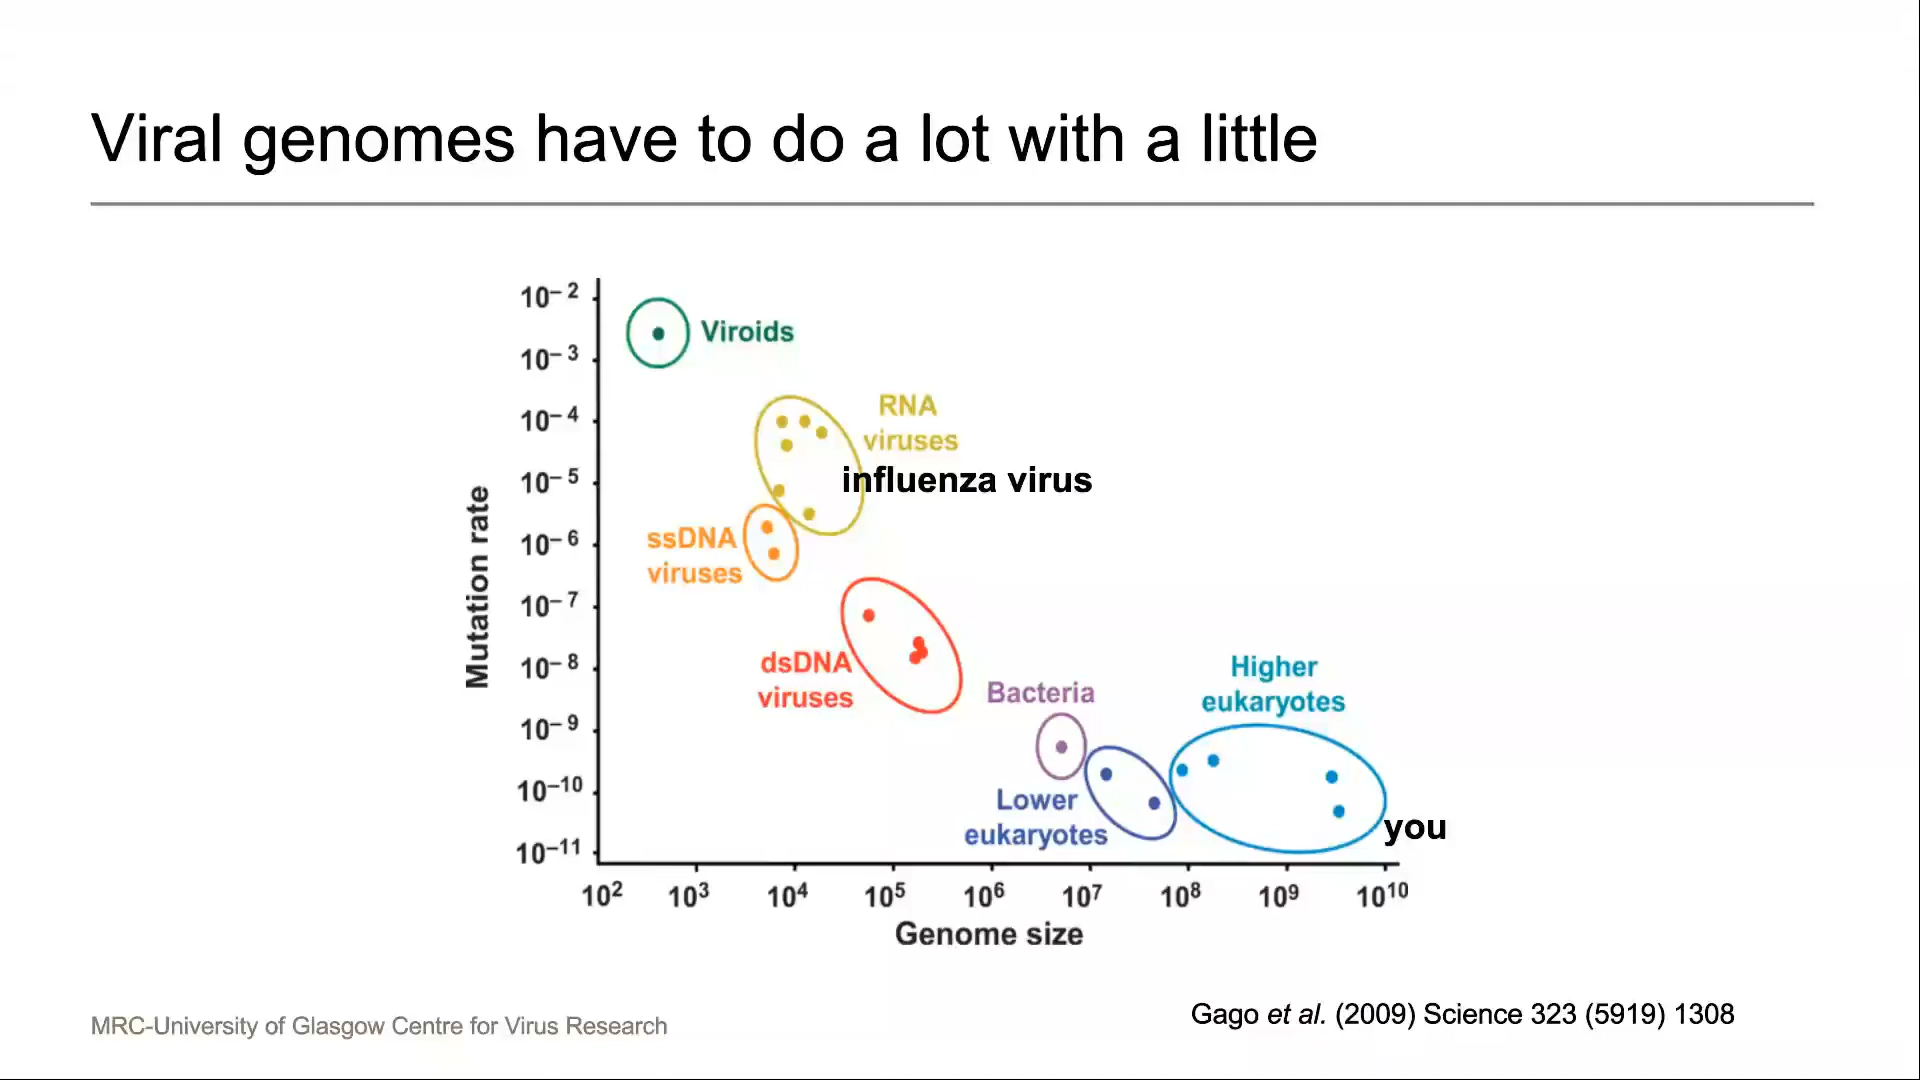 Viral genomes have to do a lot with a little
10⁻²
Viroids
10⁻³
RNA
10⁻⁴
viruses
influenza virus
10⁻⁵
ssDNA
10⁻⁶
viruses
10⁻⁷
Mutation rate
dsDNA
10⁻⁸
viruses
Higher
eukaryotes
Bacteria
10⁻⁹
10⁻¹⁰
Lower
eukaryotes
you
10⁻¹¹
10² 10³ 10⁴ 10⁵ 10⁶ 10⁷ 10⁸ 10⁹ 10¹⁰
Genome size
Gago et al. (2009) Science 323 (5919) 1308
MRC-University of Glasgow Centre for Virus Research